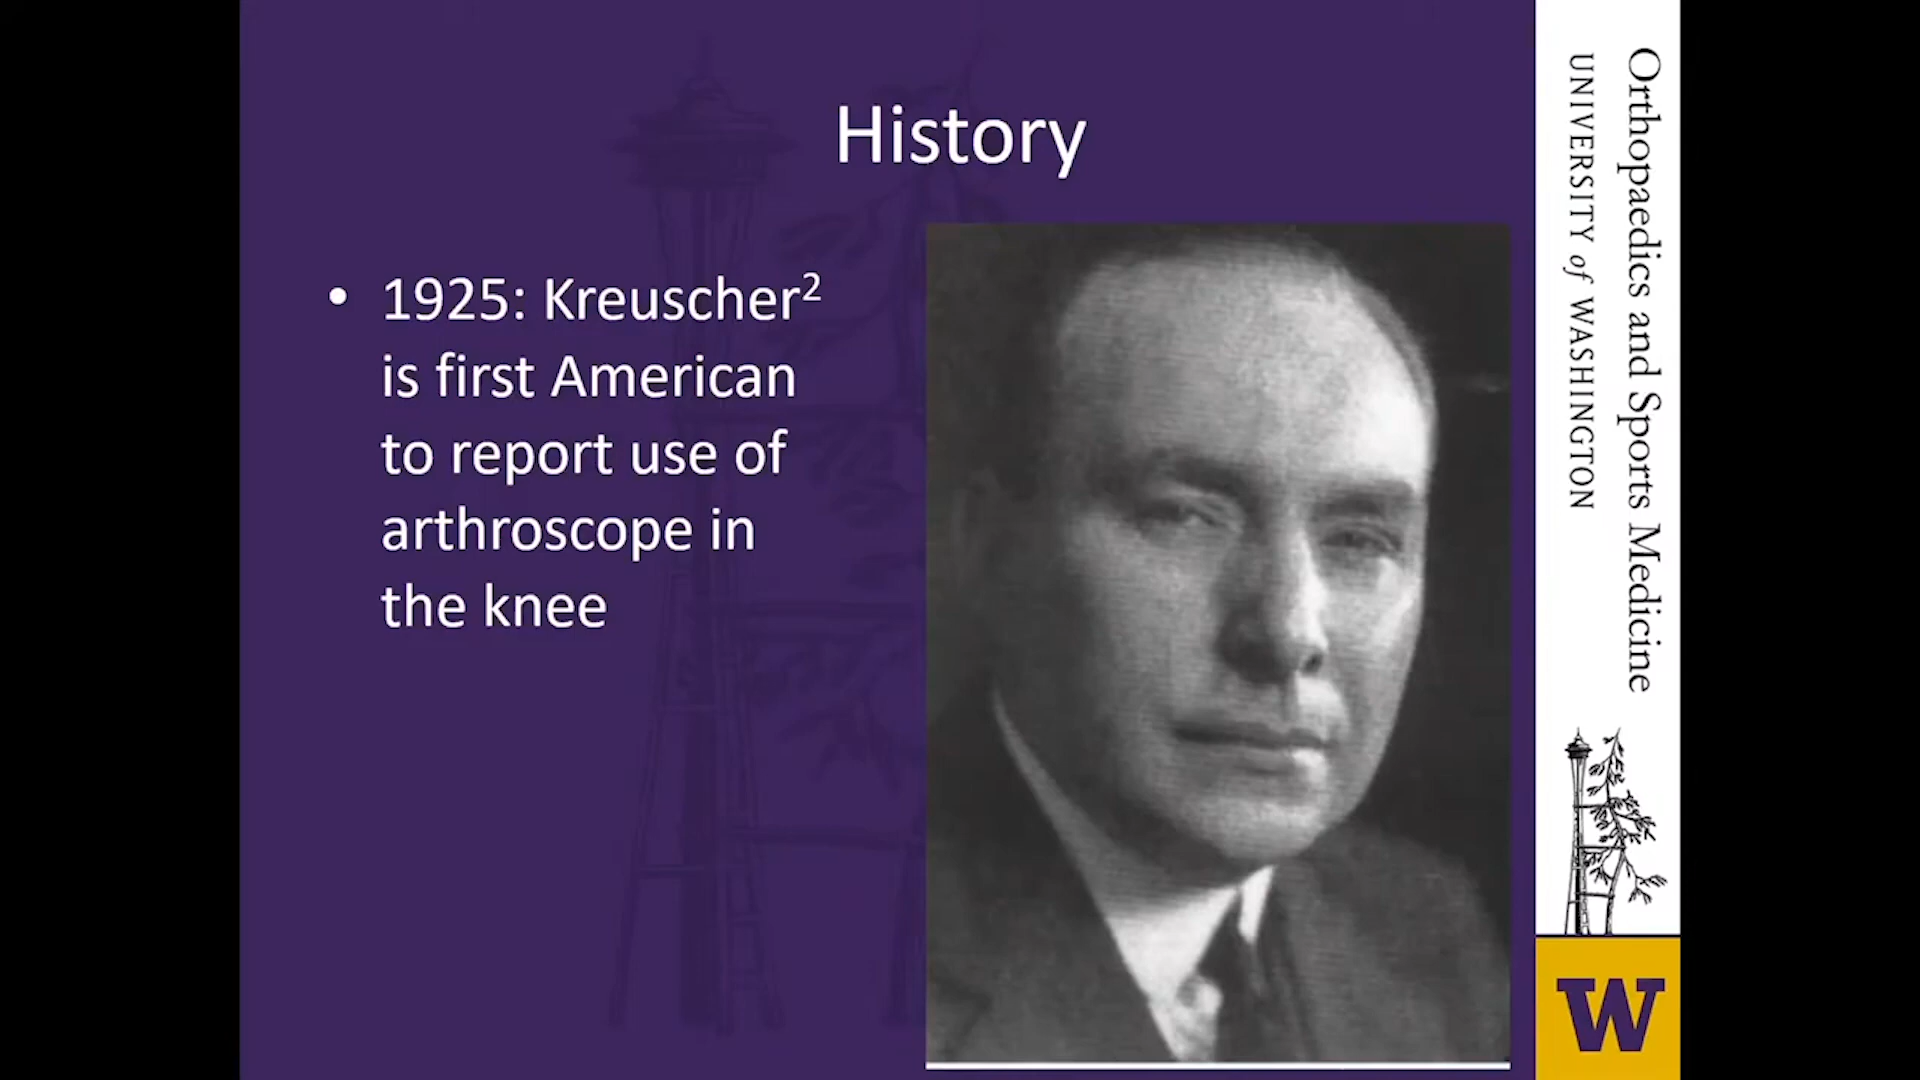 History
• 1925: Kreuscher²
is first American
to report use of
arthroscope in
the knee
Orthopaedics and Sports Medicine
UNIVERSITY of WASHINGTON
W